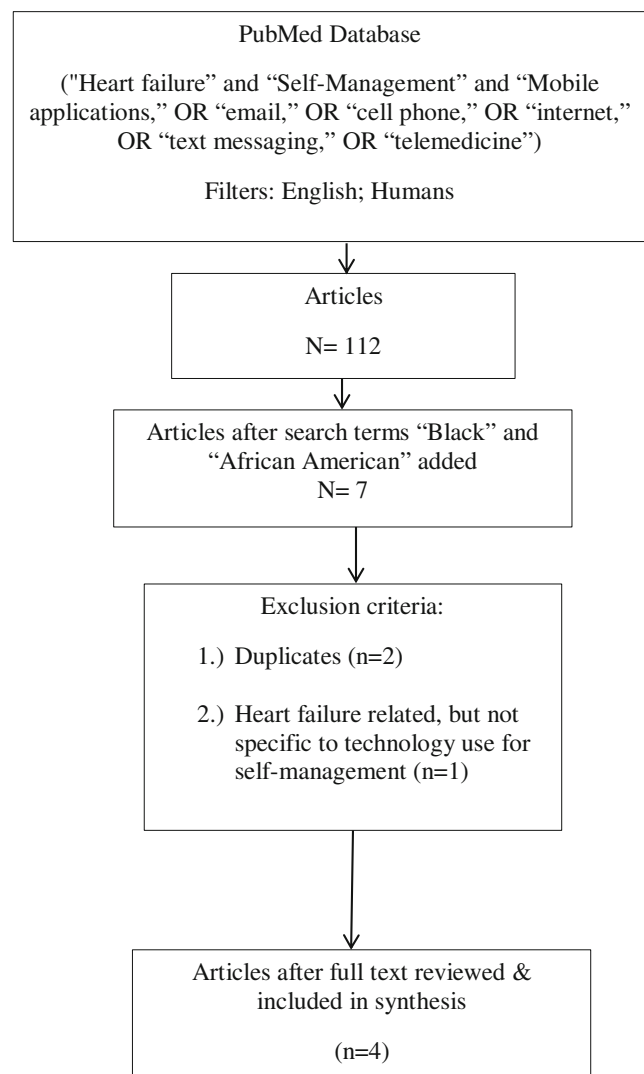 PubMed Database
("Heart failure” and “Self-Management” and “Mobile
applications,” OR “email,” OR “cell phone,” OR “internet,”
OR “text messaging,” OR “telemedicine”)
Filters: English; Humans
Articles
N= 112
Articles after search terms “Black” and
“African American” added
N= 7
Exclusion criteria:
1.) Duplicates (n=2)
2.) Heart failure related, but not
specific to technology use for
self-management (n=1)
Articles after full text reviewed &
included in synthesis
(n=4)